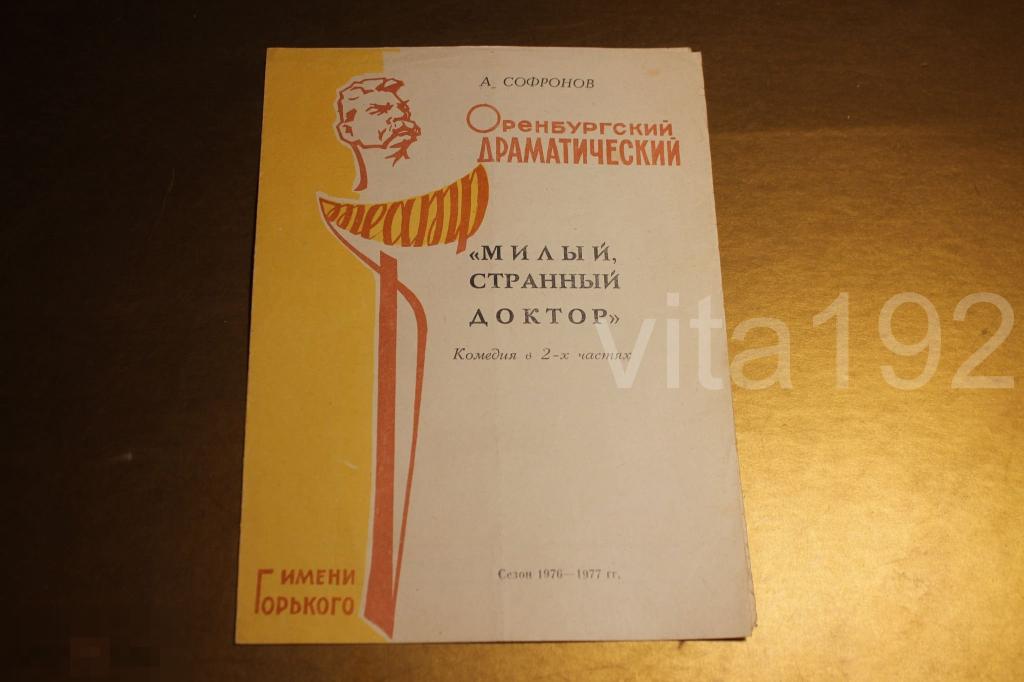 А. СОФРОНОВ
Оренбургский
ДРАМАТИЧЕСКИЙ
театр
«МИЛЫЙ,
СТРАННЫЙ
ДОКТОР»
Комедия в 2-х частях
vita192
Сезон 1976—1977 гг.
ИМЕНИ
ГОРЬКОГО